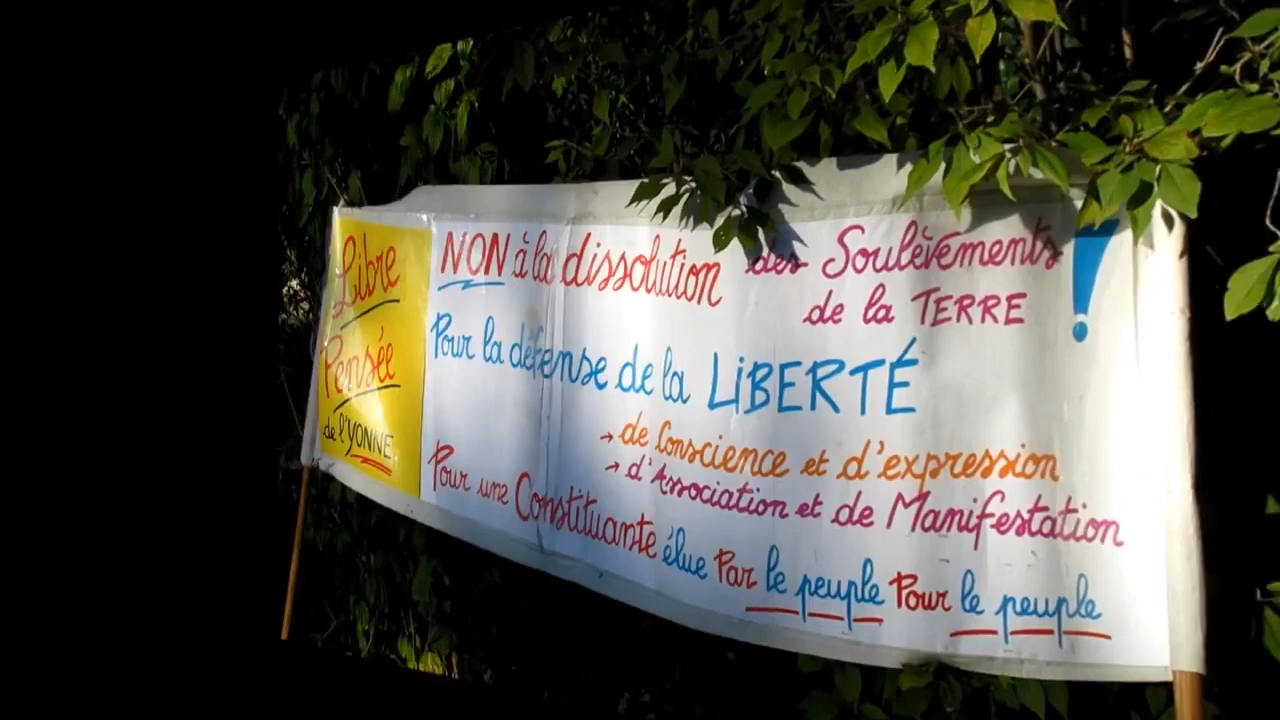 Libre
Pensée
de l'YONNE
NON à la dissolution des Soulèvements
de la TERRE !
Pour la défense de la LiBERTÉ
→ de Conscience et d'expression
→ d'Association et de Manifestation
Pour une Constituante élue Par le peuple Pour le peuple